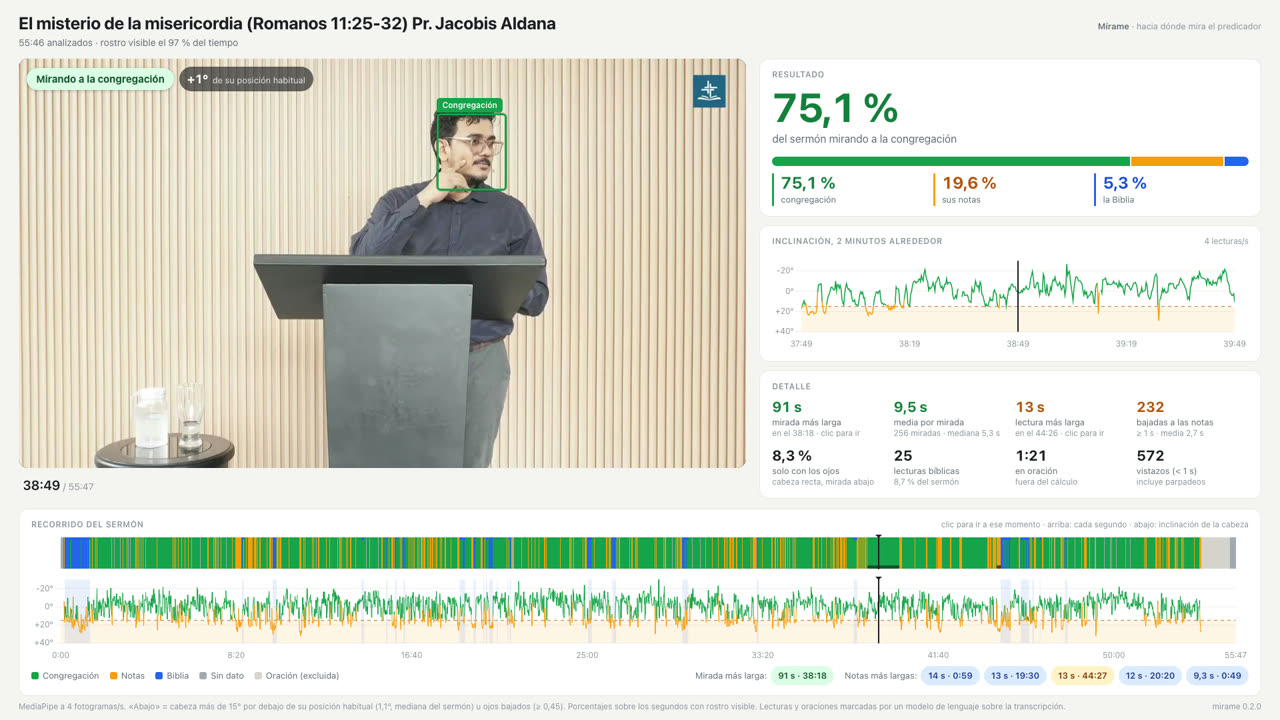 El misterio de la misericordia (Romanos 11:25-32) Pr. Jacobis Aldana
55:46 analizados · rostro visible el 97 % del tiempo
Mírame · hacia dónde mira el predicador
Mirando a la congregación
+1° de su posición habitual
Congregación
38:49 / 55:47
RESULTADO
75,1 %
del sermón mirando a la congregación
75,1 % 19,6 % 5,3 %
congregación sus notas la Biblia
INCLINACIÓN, 2 MINUTOS ALREDEDOR 4 lecturas/s
-20°
0°
+20°
+40°
37:49 38:19 38:49 39:19 39:49
DETALLE
91 s 9,5 s 13 s 232
mirada más larga media por mirada lectura más larga bajadas a las notas
en el 38:18 · clic para ir 256 miradas · mediana 5,3 s en el 44:26 · clic para ir ≥ 1 s · media 2,7 s
8,3 % 25 1:21 572
solo con los ojos lecturas bíblicas en oración vistazos (< 1 s)
cabeza recta, mirada abajo 8,7 % del sermón fuera del cálculo incluye parpadeos
RECORRIDO DEL SERMÓN clic para ir a ese momento · arriba: cada segundo · abajo: inclinación de la cabeza
-20°
0°
+20°
+40°
0:00 8:20 16:40 25:00 33:20 41:40 50:00 55:47
Congregación Notas Biblia Sin dato Oración (excluida) Mirada más larga: 91 s · 38:18 Notas más largas: 14 s · 0:59 13 s · 19:30 13 s · 44:27 12 s · 20:20 9,3 s · 0:49
MediaPipe a 4 fotogramas/s. «Abajo» = cabeza más de 15° por debajo de su posición habitual (1,1°, mediana del sermón) u ojos bajados (≥ 0,45). Porcentajes sobre los segundos con rostro visible. Lecturas y oraciones marcadas por un modelo de lenguaje sobre la transcripción. mirame 0.2.0